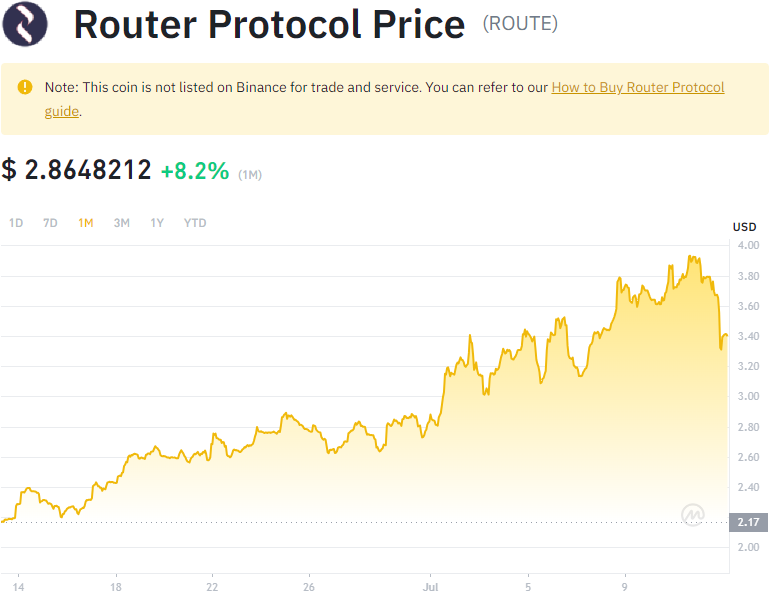 Router Protocol Price (ROUTE)
Note: This coin is not listed on Binance for trade and service. You can refer to our How to Buy Router Protocol
guide.
$ 2.8648212 +8.2% (1M)
1D 7D 1M 3M 1Y YTD
USD
4.00
3.80
3.60
3.40
3.20
3.00
2.80
2.60
2.40
2.17
2.00
14 18 22 26 Jul 5 9